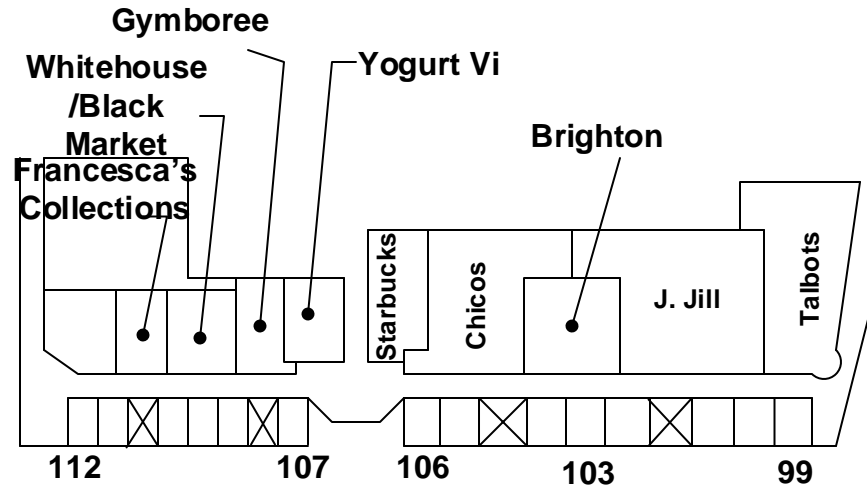 Gymboree
Whitehouse
/Black
Market
Francesca's
Collections
Yogurt Vi
Brighton
Starbucks
Chicos
J. Jill
Talbots
112
107
106
103
99